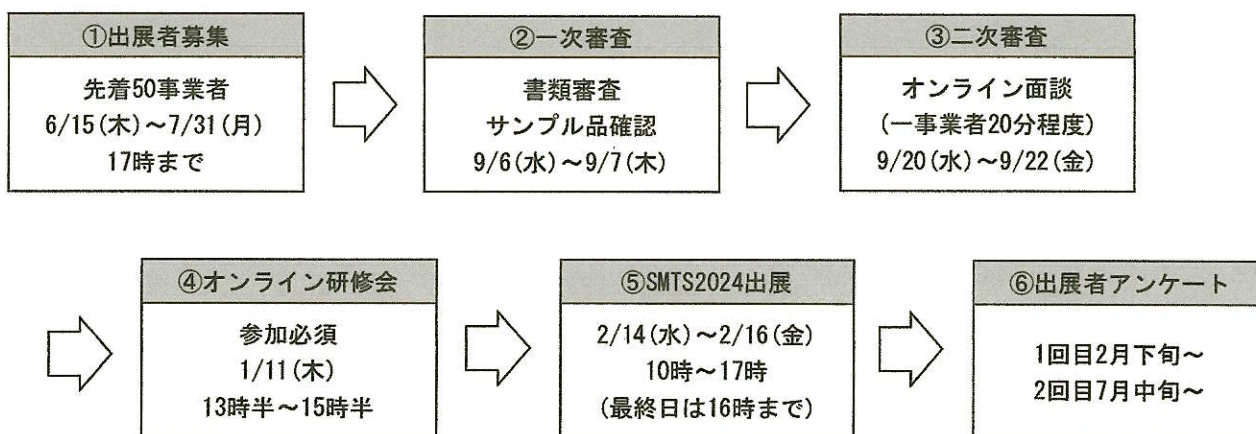 ①出展者募集
先着50事業者
6/15(木)～7/31(月)
17時まで
②一次審査
書類審査
サンプル品確認
9/6(水)～9/7(木)
③二次審査
オンライン面談
(一事業者20分程度)
9/20(水)～9/22(金)
④オンライン研修会
参加必須
1/11(木)
13時半～15時半
⑤SMTS2024出展
2/14(水)～2/16(金)
10時～17時
(最終日は16時まで)
⑥出展者アンケート
1回目2月下旬～
2回目7月中旬～